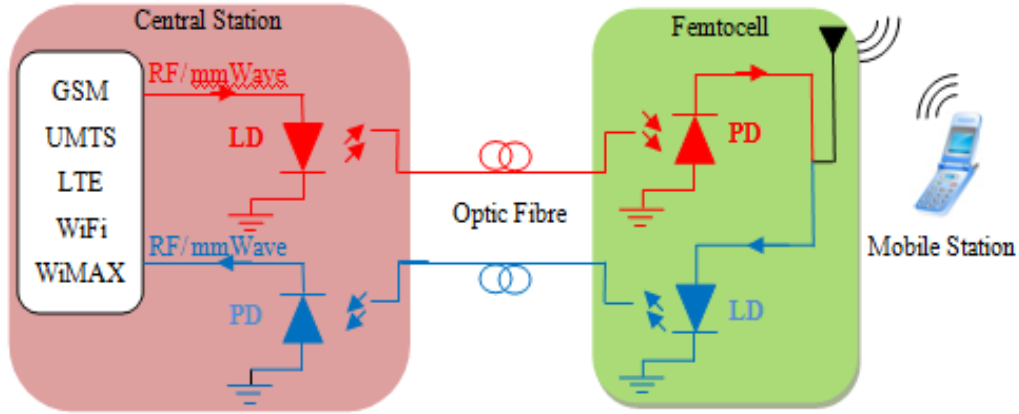 Central Station
Femtocell
RF/mmWave
GSM
UMTS
LTE
WiFi
WiMAX
LD
PD
Optic Fibre
RF/mmWave
PD
LD
Mobile Station